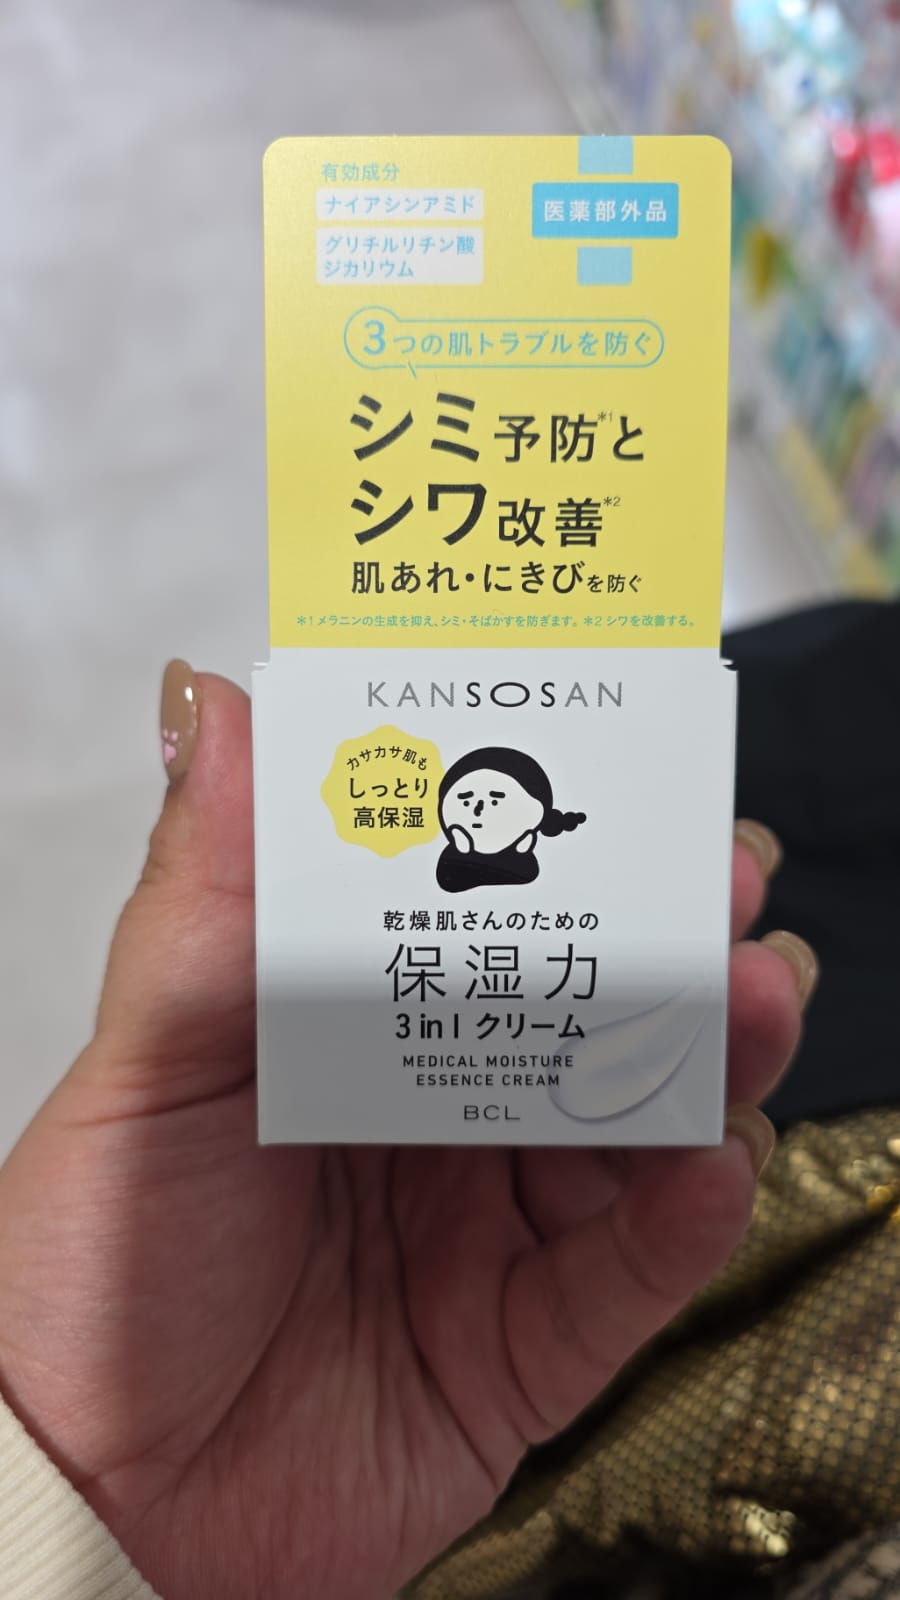 有効成分
ナイアシンアミド
グリチルリチン酸
ジカリウム
医薬部外品
3つの肌トラブルを防ぐ
シミ予防*1と
シワ改善*2
肌あれ・にきびを防ぐ
*1 メラニンの生成を抑え、シミ・そばかすを防ぎます。 *2 シワを改善する。
KANSOSAN
カサカサ肌も
しっとり
高保湿
乾燥肌さんのための
保湿力
3 in 1 クリーム
MEDICAL MOISTURE
ESSENCE CREAM
BCL